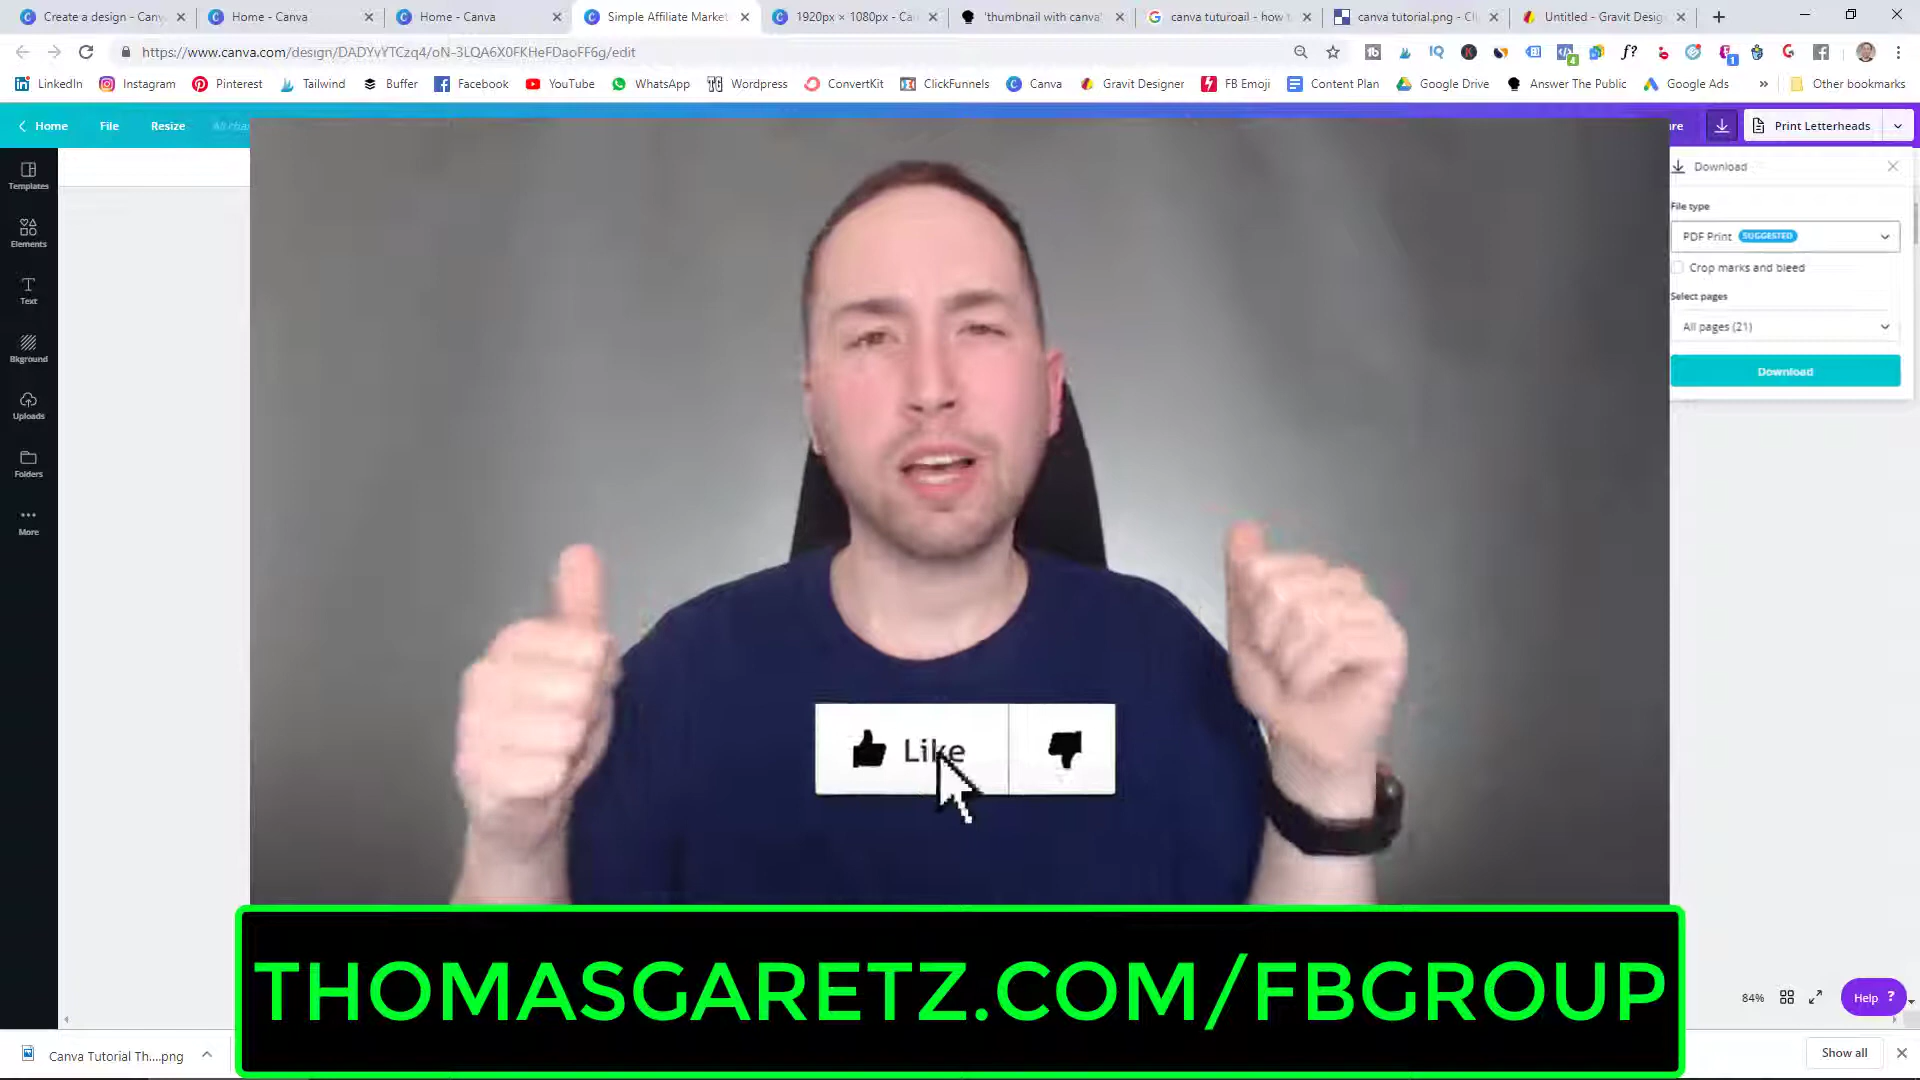 Create a design - Canv
Home - Canva
Home - Canva
Simple Affiliate Market
1920px × 1080px - Ca
'thumbnail with canva'
canva tuturoail - how t
canva tutorial.png - Cl
Untitled - Gravit Desig
https://www.canva.com/design/DADYvYTCzq4/oN-3LQA6X0FKHeFDaoFF6g/edit
LinkedIn
Instagram
Pinterest
Tailwind
Buffer
Facebook
YouTube
WhatsApp
Wordpress
ConvertKit
ClickFunnels
Canva
Gravit Designer
FB Emoji
Content Plan
Google Drive
Answer The Public
Google Ads
Other bookmarks
Home
File
Resize
re
Print Letterheads
Templates
Elements
Text
Bkground
Uploads
Folders
More
Download
File type
PDF Print SUGGESTED
Crop marks and bleed
Select pages
All pages (21)
Download
Like
THOMASGARETZ.COM/FBGROUP
84%
Help ?
Canva Tutorial Th....png
Show all